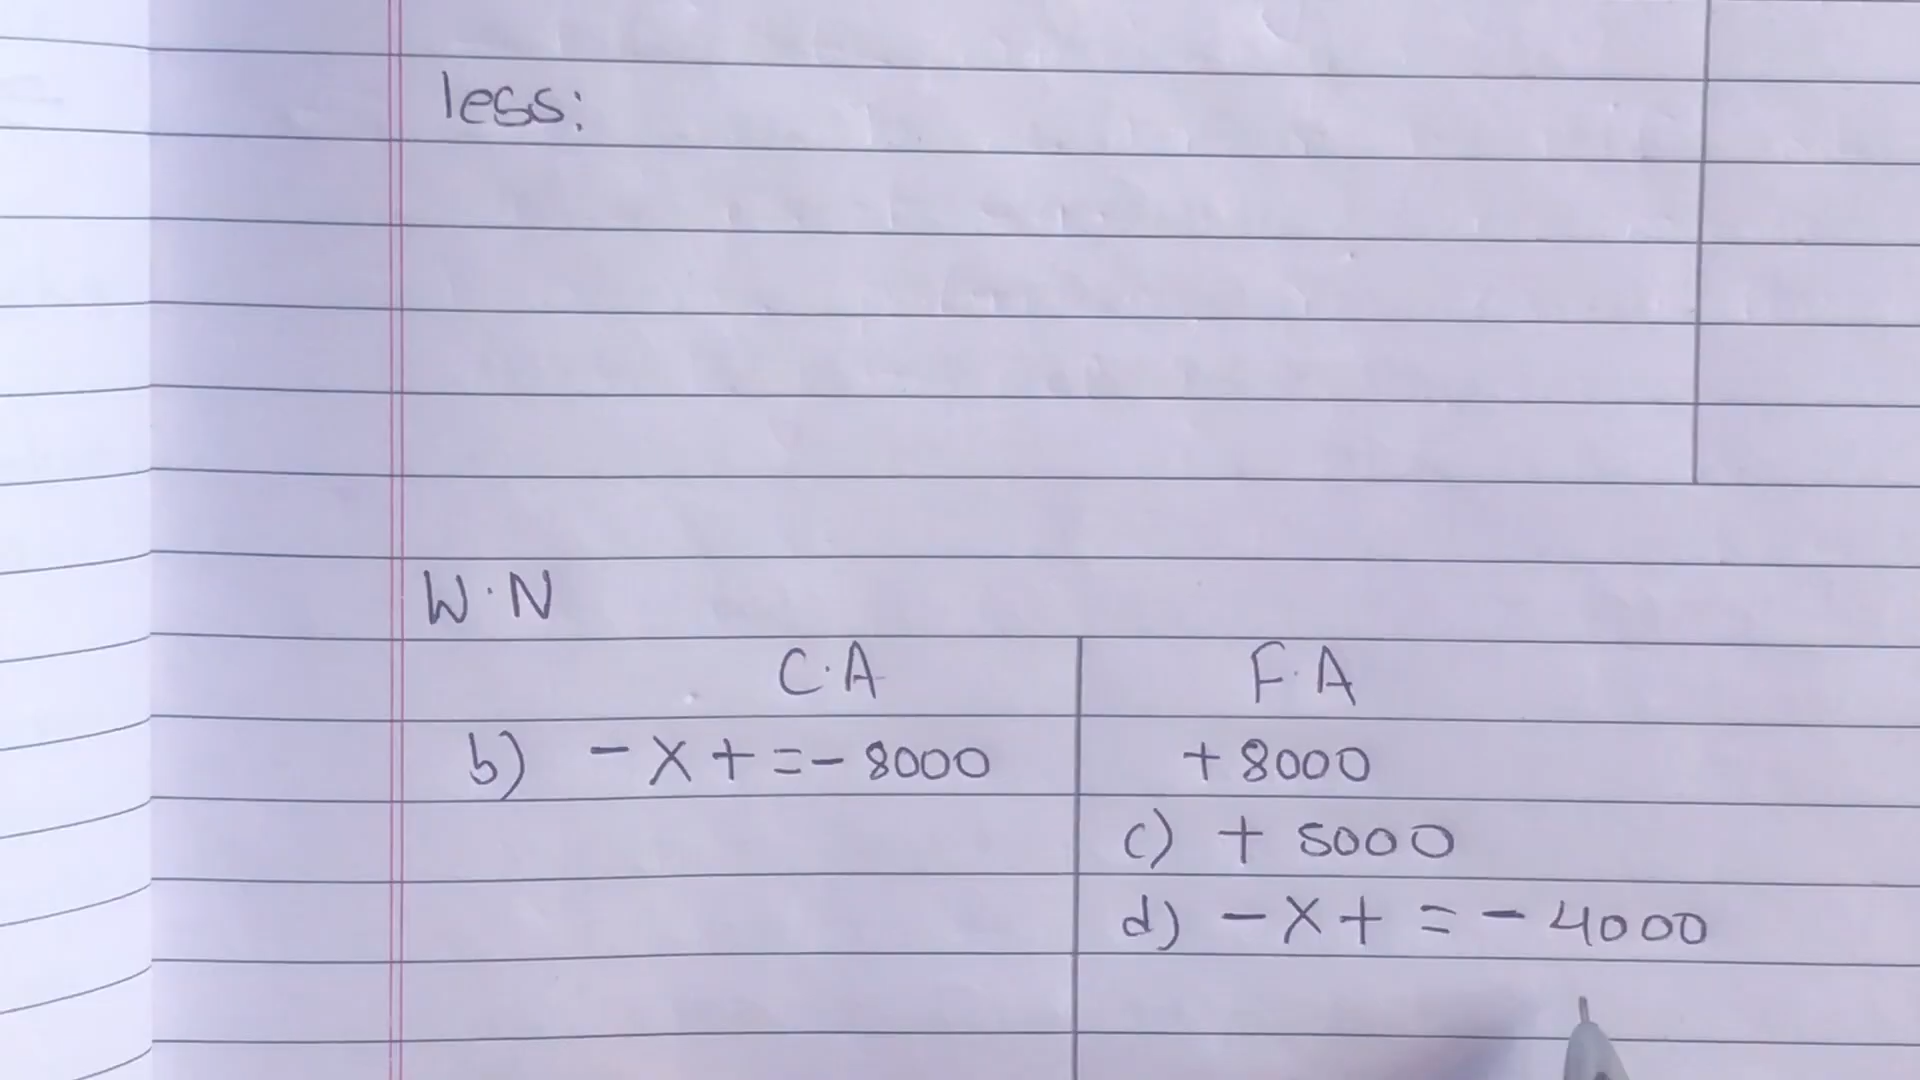 less:
W.N
C.A F.A
b) - X + = - 8000 + 8000
c) + 5000
d) - X + = - 4000